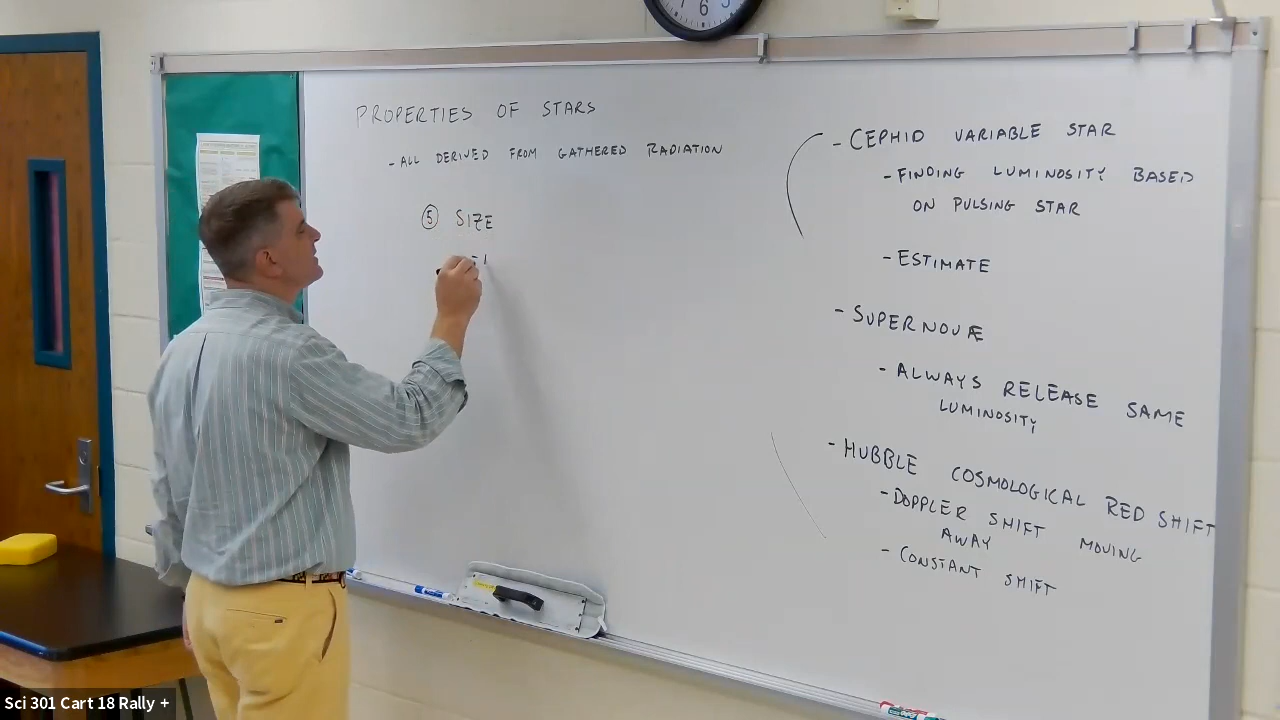 6
PROPERTIES OF STARS
- ALL DERIVED FROM GATHERED RADIATION
⑤ SIZE
- CEPHID VARIABLE STAR
- FINDING LUMINOSITY BASED
ON PULSING STAR
- ESTIMATE
- SUPERNOVÆ
- ALWAYS RELEASE SAME
LUMINOSITY
- HUBBLE COSMOLOGICAL RED SHIFT
- DOPPLER SHIFT MOVING
AWAY
- CONSTANT SHIFT
Sci 301 Cart 18 Rally +